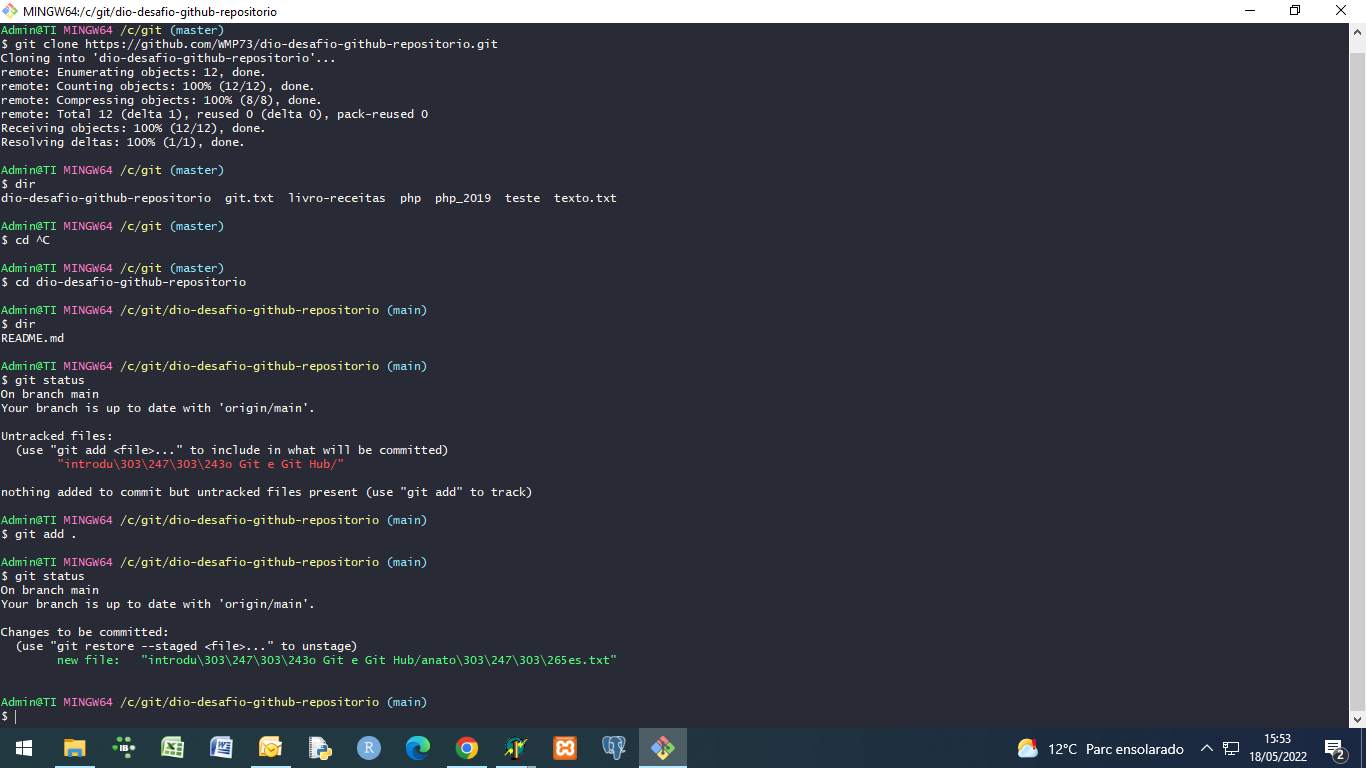 MINGW64:/c/git/dio-desafio-github-repositorio
Admin@TI MINGW64 /c/git (master)
$ git clone https://github.com/WMP73/dio-desafio-github-repositorio.git
Cloning into 'dio-desafio-github-repositorio'...
remote: Enumerating objects: 12, done.
remote: Counting objects: 100% (12/12), done.
remote: Compressing objects: 100% (8/8), done.
remote: Total 12 (delta 1), reused 0 (delta 0), pack-reused 0
Receiving objects: 100% (12/12), done.
Resolving deltas: 100% (1/1), done.
Admin@TI MINGW64 /c/git (master)
$ dir
dio-desafio-github-repositorio  git.txt  livro-receitas  php  php_2019  teste  texto.txt
Admin@TI MINGW64 /c/git (master)
$ cd ^C
Admin@TI MINGW64 /c/git (master)
$ cd dio-desafio-github-repositorio
Admin@TI MINGW64 /c/git/dio-desafio-github-repositorio (main)
$ dir
README.md
Admin@TI MINGW64 /c/git/dio-desafio-github-repositorio (main)
$ git status
On branch main
Your branch is up to date with 'origin/main'.
Untracked files:
(use "git add <file>..." to include in what will be committed)
"introdu\303\247\303\243o Git e Git Hub/"
nothing added to commit but untracked files present (use "git add" to track)
Admin@TI MINGW64 /c/git/dio-desafio-github-repositorio (main)
$ git add .
Admin@TI MINGW64 /c/git/dio-desafio-github-repositorio (main)
$ git status
On branch main
Your branch is up to date with 'origin/main'.
Changes to be committed:
(use "git restore --staged <file>..." to unstage)
new file:   "introdu\303\247\303\243o Git e Git Hub/anato\303\247\303\265es.txt"
Admin@TI MINGW64 /c/git/dio-desafio-github-repositorio (main)
$
IB
R
12°C Parc ensolarado
15:53
18/05/2022
2